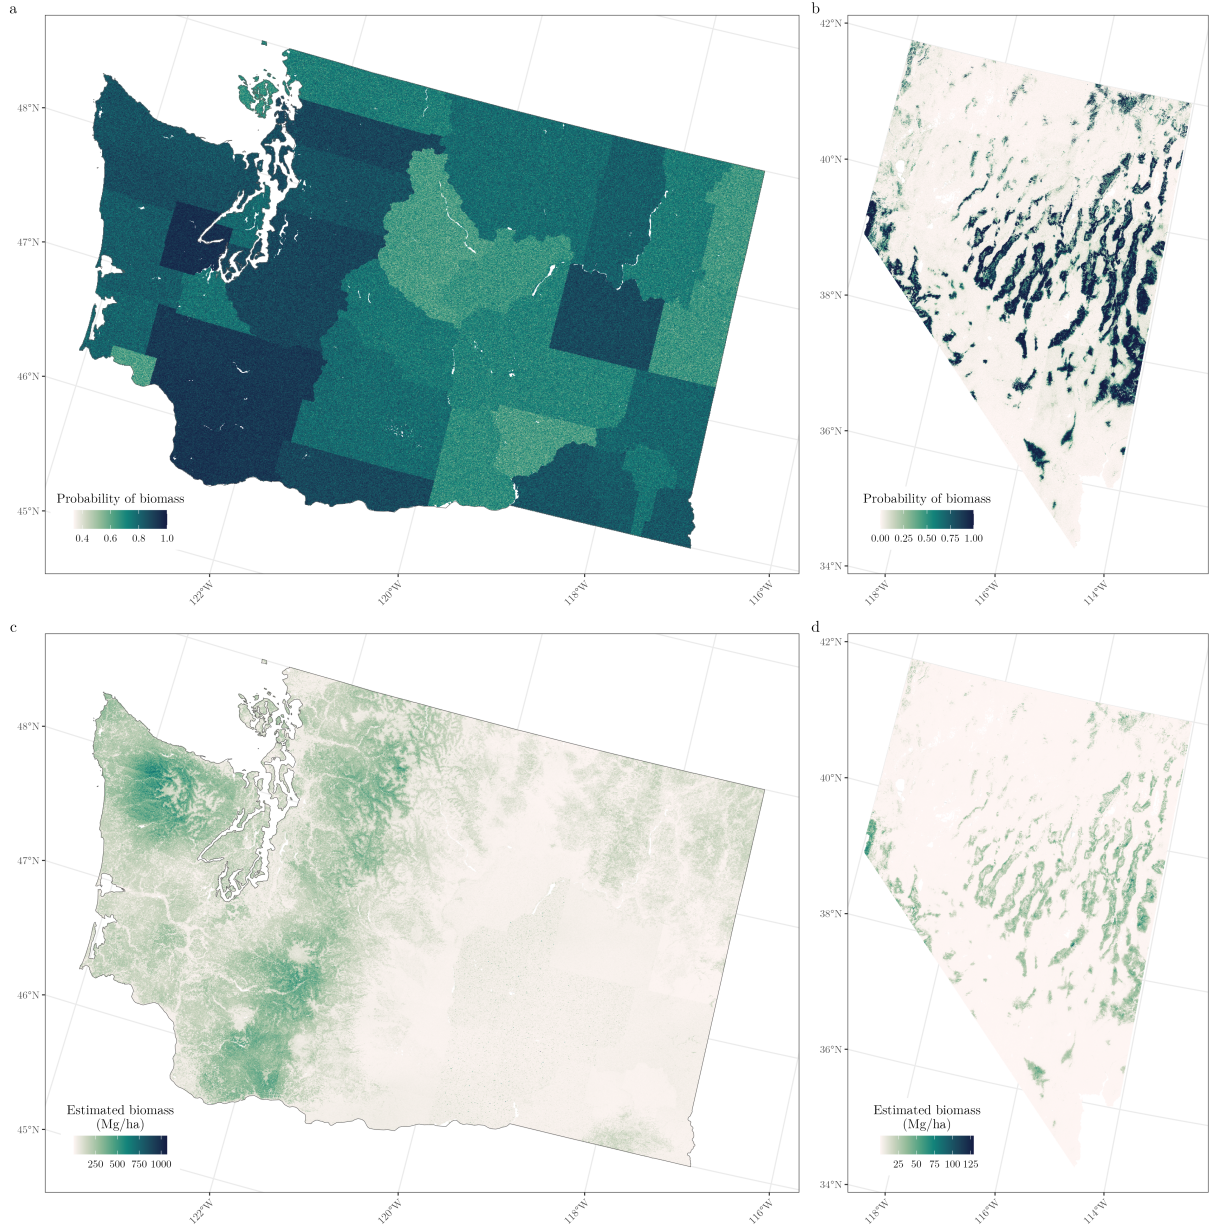 a
48°N
47°N
46°N
45°N
Probability of biomass
0.4 0.6 0.8 1.0
122°W 120°W 118°W 116°W
b
42°N
40°N
38°N
36°N
34°N
Probability of biomass
0.00 0.25 0.50 0.75 1.00
118°W 116°W 114°W
c
48°N
47°N
46°N
45°N
Estimated biomass
(Mg/ha)
250 500 750 1000
122°W 120°W 118°W 116°W
d
42°N
40°N
38°N
36°N
34°N
Estimated biomass
(Mg/ha)
25 50 75 100 125
118°W 116°W 114°W